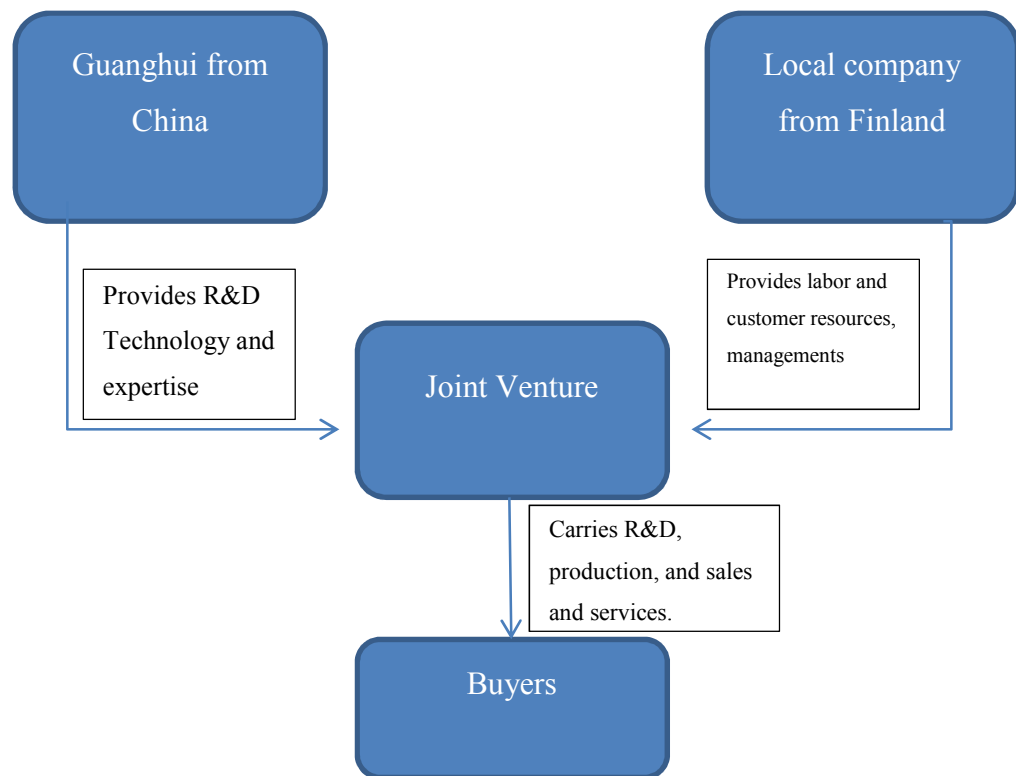 Guanghui from
China
Local company
from Finland
Provides R&D
Technology and
expertise
Provides labor and
customer resources,
managements
Joint Venture
Carries R&D,
production, and sales
and services.
Buyers